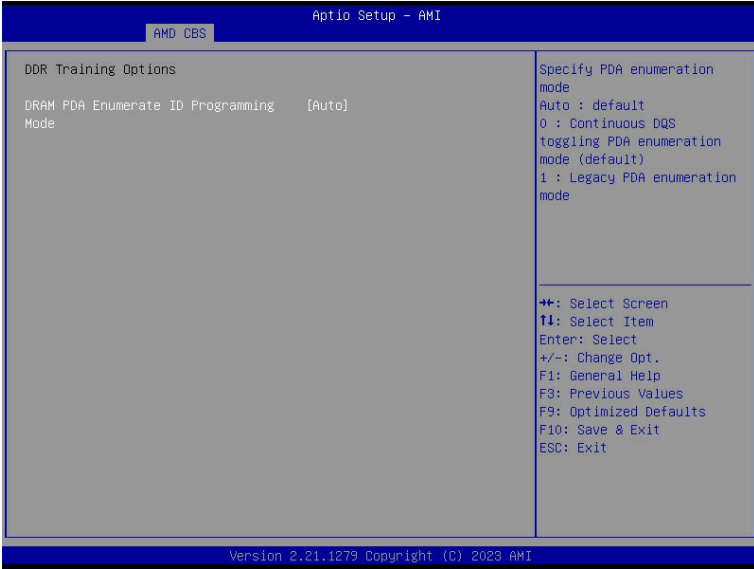 Aptio Setup - AMI
AMD CBS
DDR Training Options
DRAM PDA Enumerate ID Programming [Auto]
Mode
Specify PDA enumeration
mode
Auto : default
0 : Continuous DQS
toggling PDA enumeration
mode (default)
1 : Legacy PDA enumeration
mode
→←: Select Screen
↑↓: Select Item
Enter: Select
+/-: Change Opt.
F1: General Help
F3: Previous Values
F9: Optimized Defaults
F10: Save & Exit
ESC: Exit
Version 2.21.1279 Copyright (C) 2023 AMI